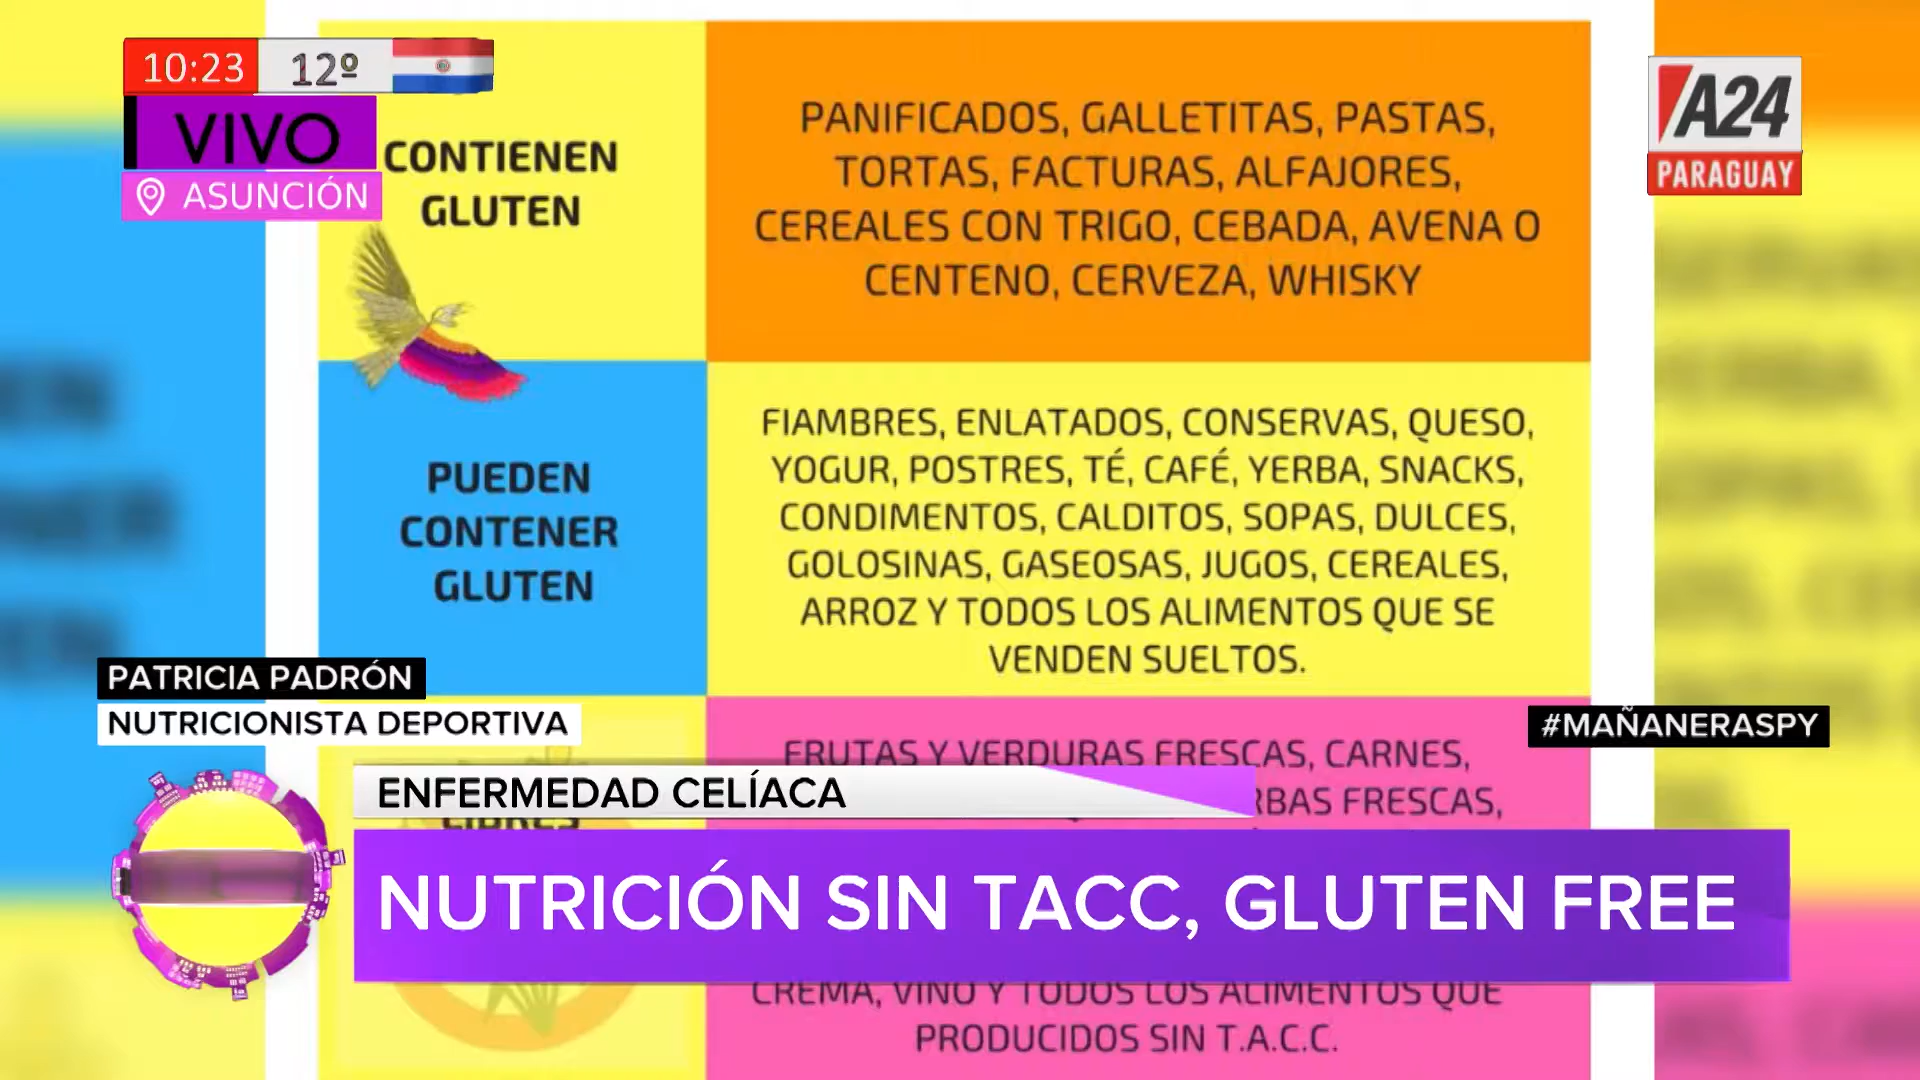 10:23
12º
VIVO
ASUNCIÓN
A24
PARAGUAY
CONTIENEN
GLUTEN
PANIFICADOS, GALLETITAS, PASTAS,
TORTAS, FACTURAS, ALFAJORES,
CEREALES CON TRIGO, CEBADA, AVENA O
CENTENO, CERVEZA, WHISKY
PUEDEN
CONTENER
GLUTEN
FIAMBRES, ENLATADOS, CONSERVAS, QUESO,
YOGUR, POSTRES, TÉ, CAFÉ, YERBA, SNACKS,
CONDIMENTOS, CALDITOS, SOPAS, DULCES,
GOLOSINAS, GASEOSAS, JUGOS, CEREALES,
ARROZ Y TODOS LOS ALIMENTOS QUE SE
VENDEN SUELTOS.
PATRICIA PADRÓN
NUTRICIONISTA DEPORTIVA
#MAÑANERASPY
FRUTAS Y VERDURAS FRESCAS, CARNES,
FRESCAS,
ENFERMEDAD CELÍACA
NUTRICIÓN SIN TACC, GLUTEN FREE
CREMA, VINO Y TODOS LOS ALIMENTOS QUE
PRODUCIDOS SIN T.A.C.C.